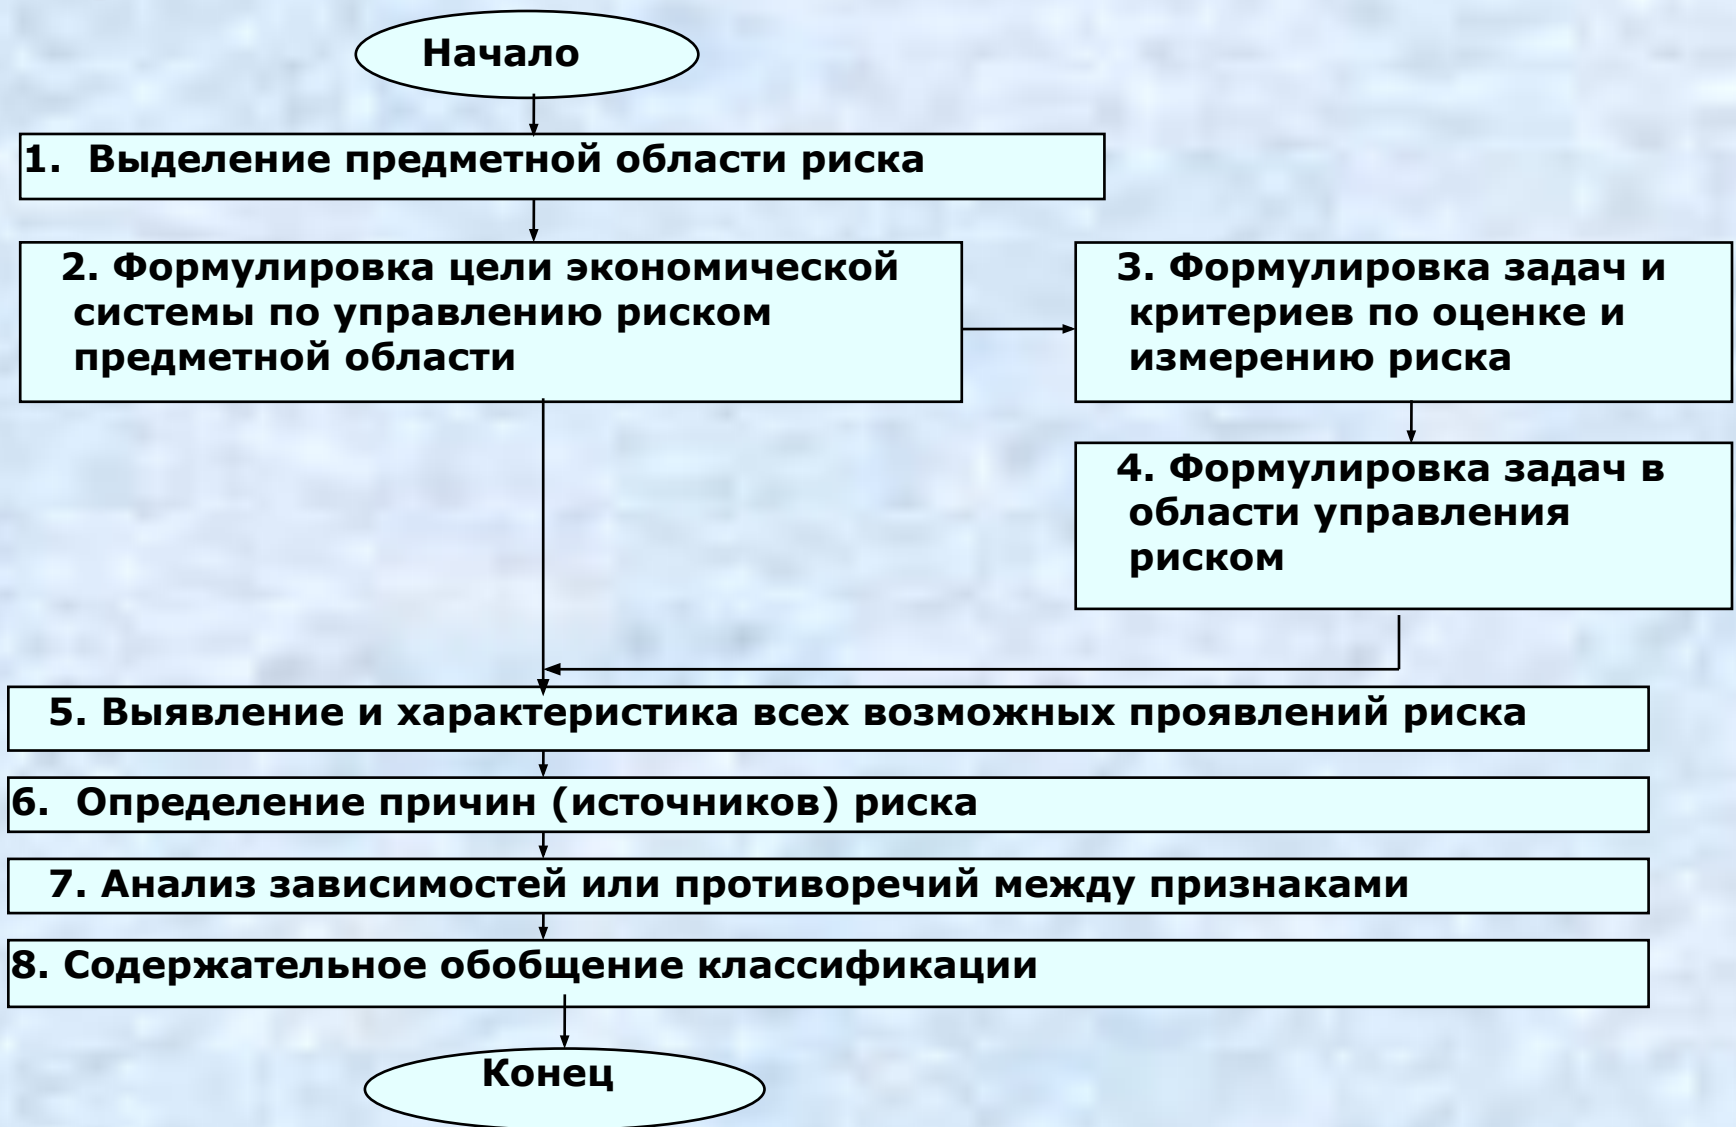 Начало
1. Выделение предметной области риска
2. Формулировка цели экономической
системы по управлению риском
предметной области
3. Формулировка задач и
критериев по оценке и
измерению риска
4. Формулировка задач в
области управления
риском
5. Выявление и характеристика всех возможных проявлений риска
6. Определение причин (источников) риска
7. Анализ зависимостей или противоречий между признаками
8. Содержательное обобщение классификации
Конец